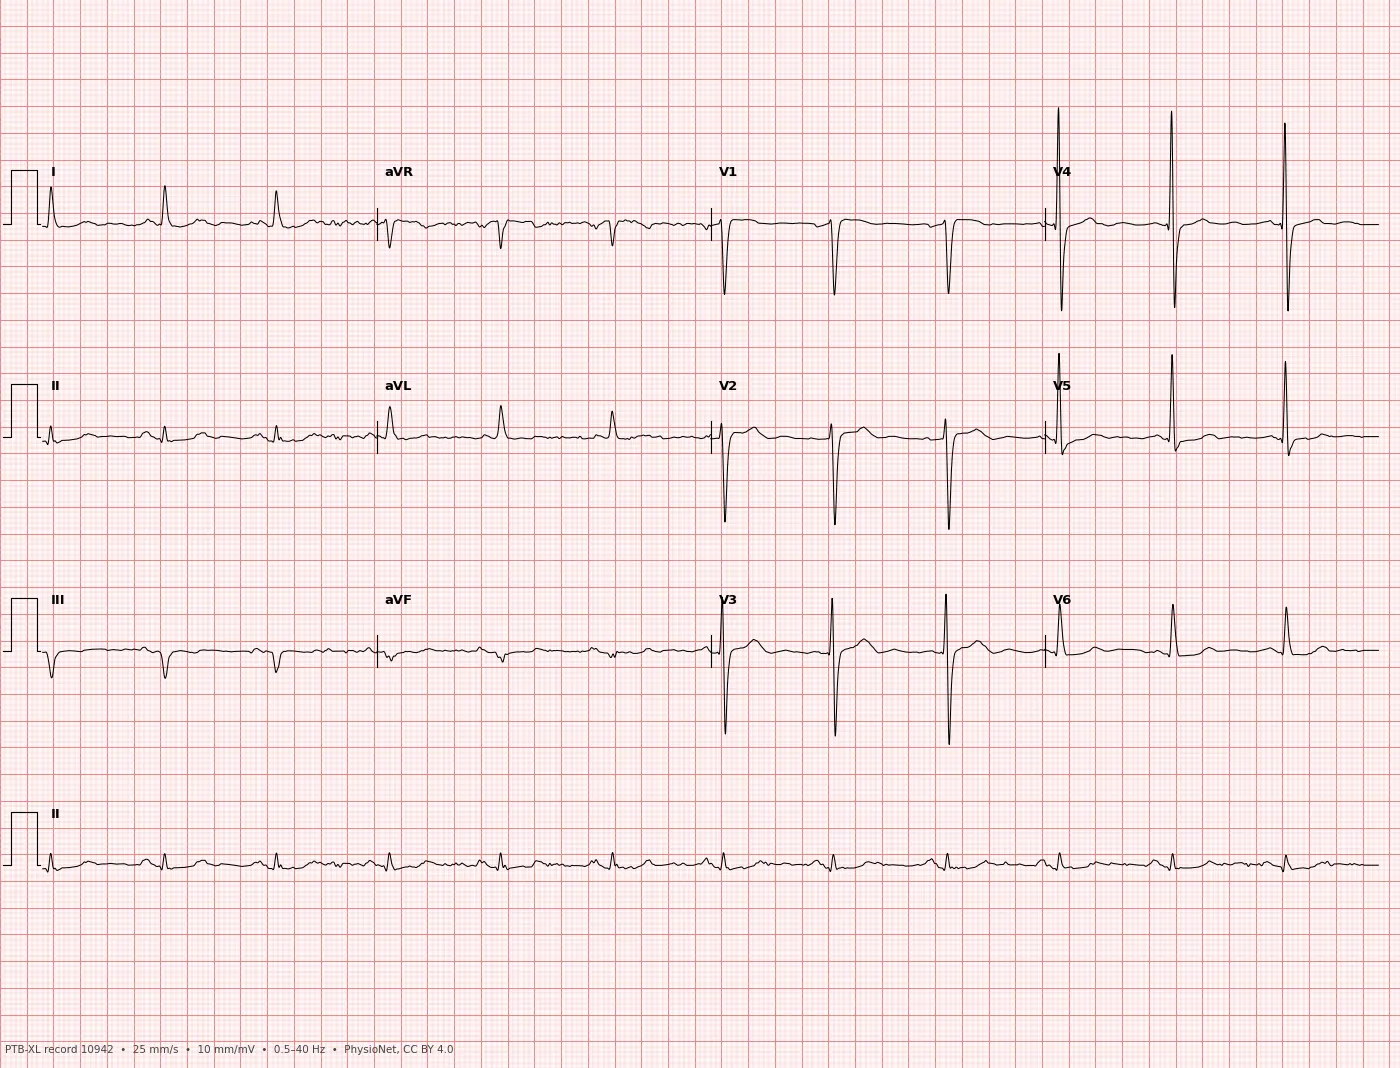 I aVR V1 V4
II aVL V2 V5
III aVF V3 V6
II
PTB-XL record 10942 • 25 mm/s • 10 mm/mV • 0.5–40 Hz • PhysioNet, CC BY 4.0